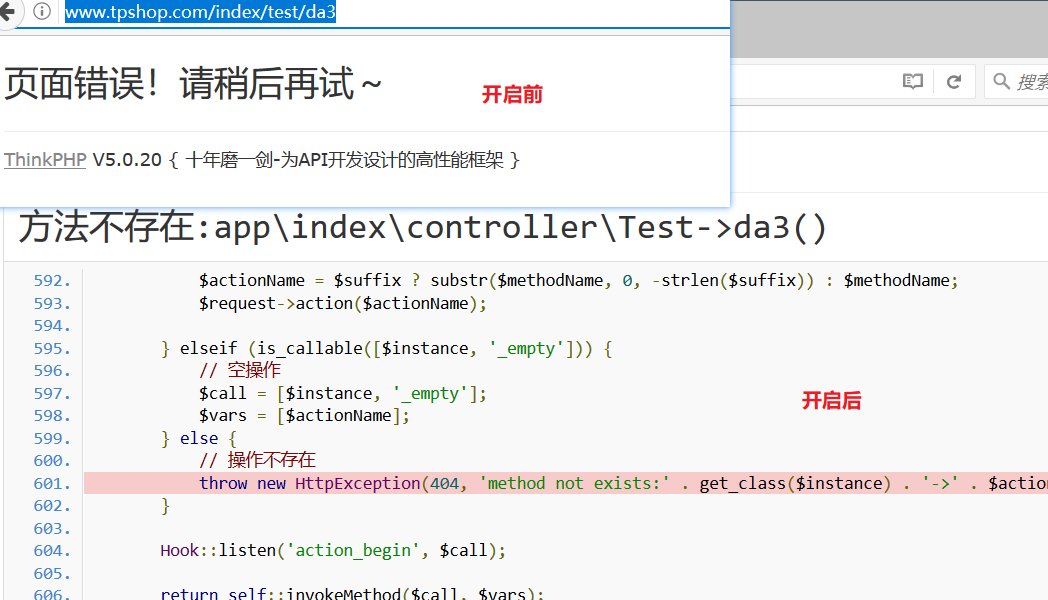 www.tpshop.com/index/test/da3
搜索
页面错误！请稍后再试～
开启前
ThinkPHP V5.0.20 { 十年磨一剑-为API开发设计的高性能框架 }
方法不存在:app\index\controller\Test->da3()
592. $actionName = $suffix ? substr($methodName, 0, -strlen($suffix)) : $methodName;
593. $request->action($actionName);
594.
595. } elseif (is_callable([$instance, '_empty'])) {
596. // 空操作
597. $call = [$instance, '_empty'];
开启后
598. $vars = [$actionName];
599. } else {
600. // 操作不存在
601. throw new HttpException(404, 'method not exists:' . get_class($instance) . '->' . $actio
602. }
603.
604. Hook::listen('action_begin', $call);
605.
606. return self::invokeMethod($call, $vars);